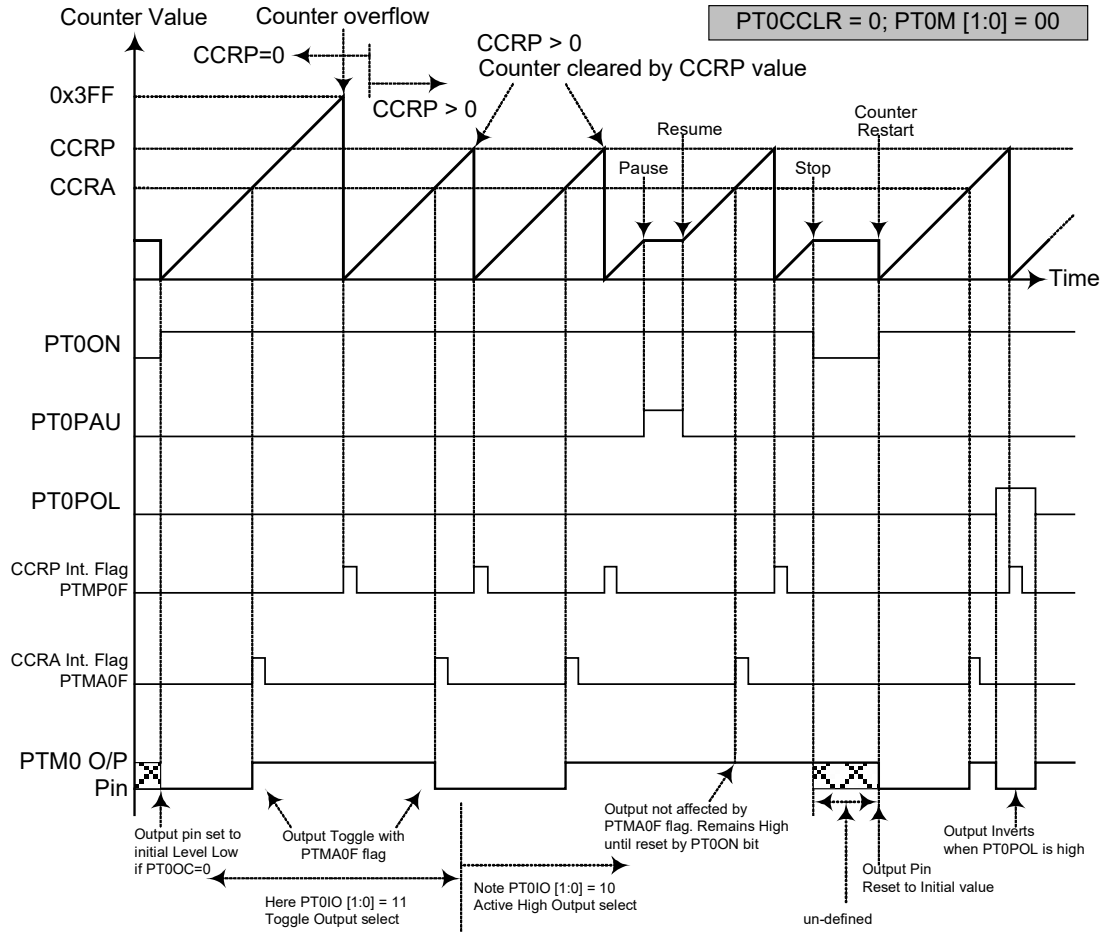 Counter Value
Counter overflow
PT0CCLR = 0; PT0M [1:0] = 00
CCRP=0
CCRP > 0
CCRP > 0
Counter cleared by CCRP value
0x3FF
CCRP
CCRA
Pause
Resume
Stop
Counter
Restart
Time
PT0ON
PT0PAU
PT0POL
CCRP Int. Flag
PTMP0F
CCRA Int. Flag
PTMA0F
PTM0 O/P
Pin
Output pin set to
initial Level Low
if PT0OC=0
Output Toggle with
PTMA0F flag
Here PT0IO [1:0] = 11
Toggle Output select
Note PT0IO [1:0] = 10
Active High Output select
Output not affected by
PTMA0F flag. Remains High
until reset by PT0ON bit
un-defined
Output Pin
Reset to Initial value
Output Inverts
when PT0POL is high